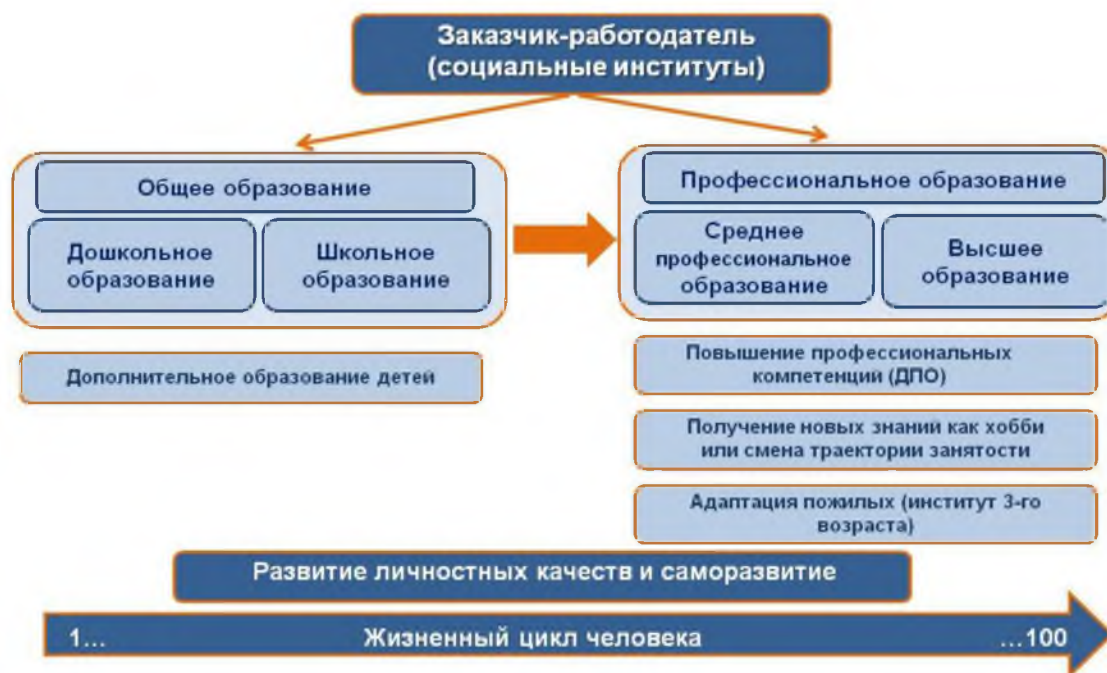 Заказчик-работодатель
(социальные институты)
Общее образование
Дошкольное
образование
Школьное
образование
Дополнительное образование детей
Профессиональное образование
Среднее
профессиональное
образование
Высшее
образование
Повышение профессиональных
компетенций (ДПО)
Получение новых знаний как хобби
или смена траектории занятости
Адаптация пожилых (институт 3-го
возраста)
Развитие личностных качеств и саморазвитие
1... Жизненный цикл человека ...100